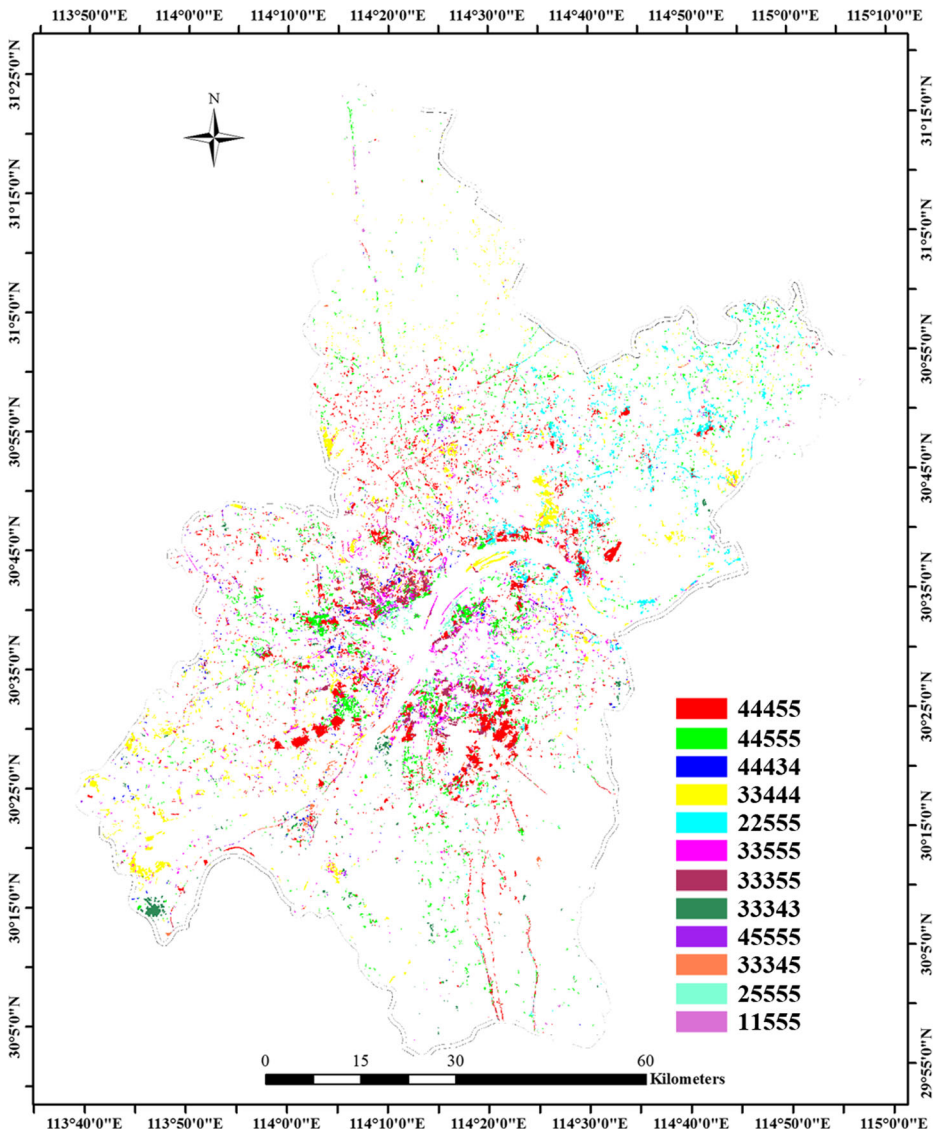 113°50'0"E 114°0'0"E 114°10'0"E 114°20'0"E 114°30'0"E 114°40'0"E 114°50'0"E 115°0'0"E 115°10'0"E
N
31°25'0"N
31°15'0"N
31°5'0"N
30°55'0"N
30°45'0"N
30°35'0"N
30°25'0"N
30°15'0"N
30°5'0"N
31°15'0"N
31°5'0"N
30°55'0"N
30°45'0"N
30°35'0"N
30°25'0"N
30°15'0"N
30°5'0"N
29°55'0"N
44455
44555
44434
33444
22555
33555
33355
33343
45555
33345
25555
11555
0 15 30 60
Kilometers
113°40'0"E 113°50'0"E 114°0'0"E 114°10'0"E 114°20'0"E 114°30'0"E 114°40'0"E 114°50'0"E 115°0'0"E